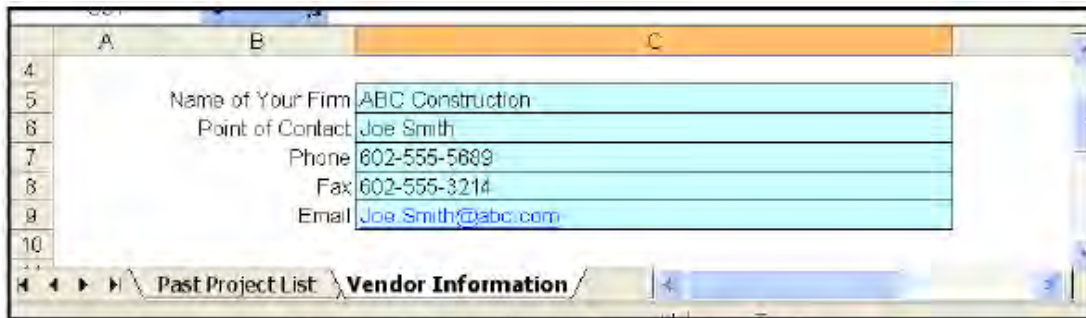 A B C
4
5 Name of Your Firm ABC Construction
6 Point of Contact Joe Smith
7 Phone 602-555-5689
8 Fax 602-555-3214
9 Email Joe.Smith@abc.com
10
Past Project List Vendor Information